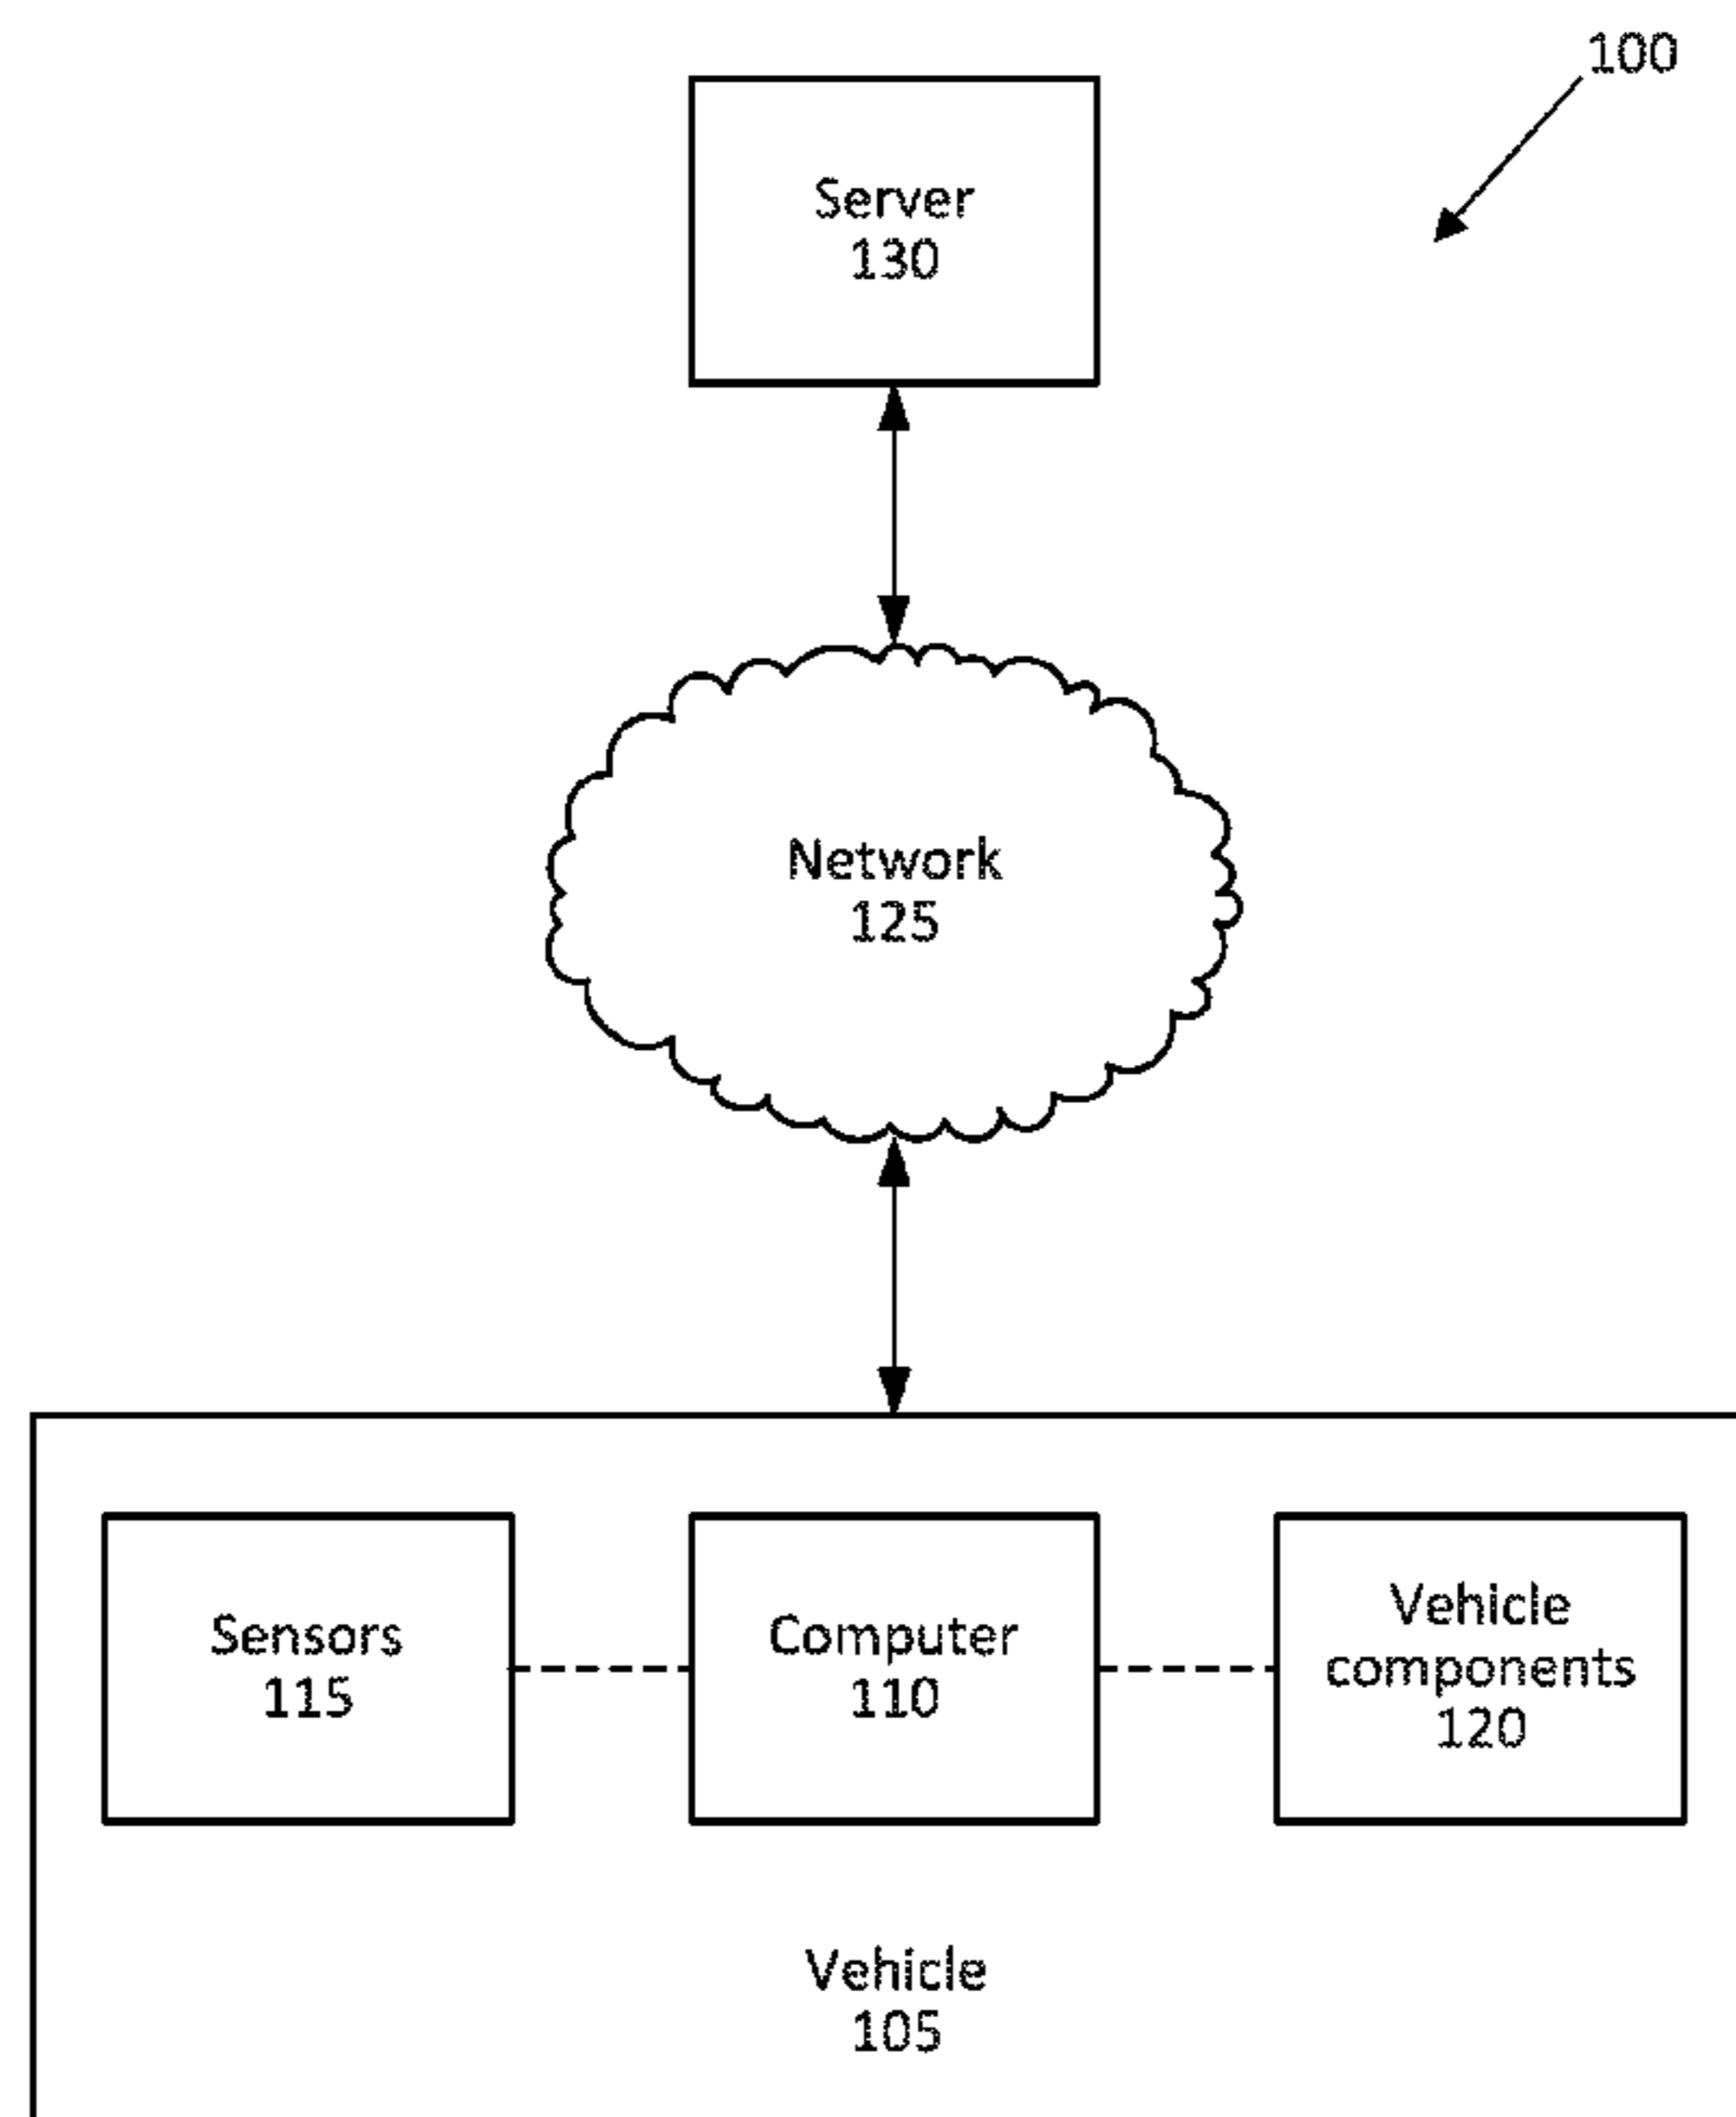 100
Server
130
Network
125
Sensors
115
Computer
110
Vehicle
components
120
Vehicle
105